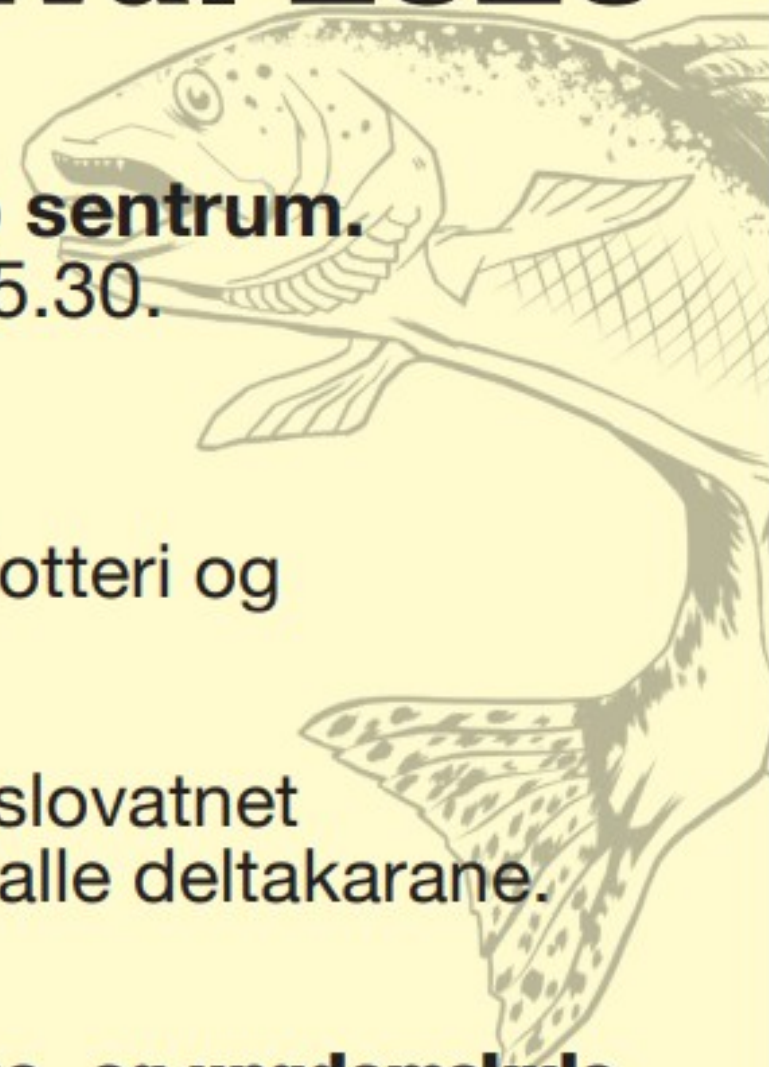 sentrum.
5.30.
otteri og
slovatnet
alle deltakarane.